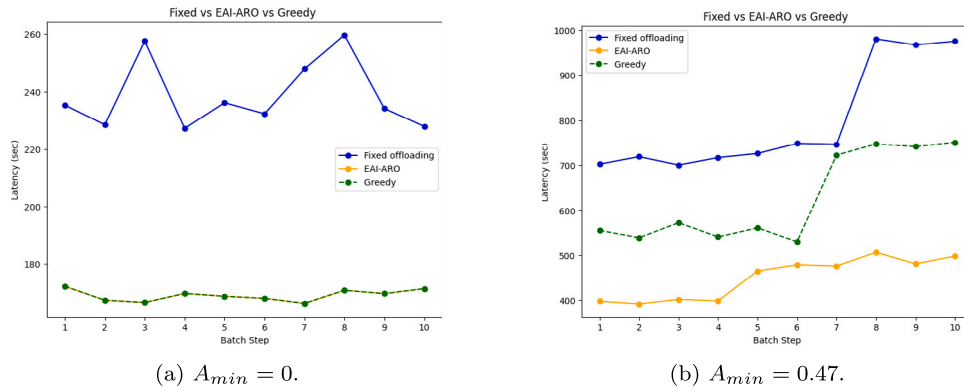 Fixed vs EAI-ARO vs Greedy
260
240
220
200
180
Latency (sec)
Fixed offloading
EAI-ARO
Greedy
1 2 3 4 5 6 7 8 9 10
Batch Step
(a) A_min = 0.
Fixed vs EAI-ARO vs Greedy
1000
900
800
700
600
500
400
Latency (sec)
Fixed offloading
EAI-ARO
Greedy
1 2 3 4 5 6 7 8 9 10
Batch Step
(b) A_min = 0.47.